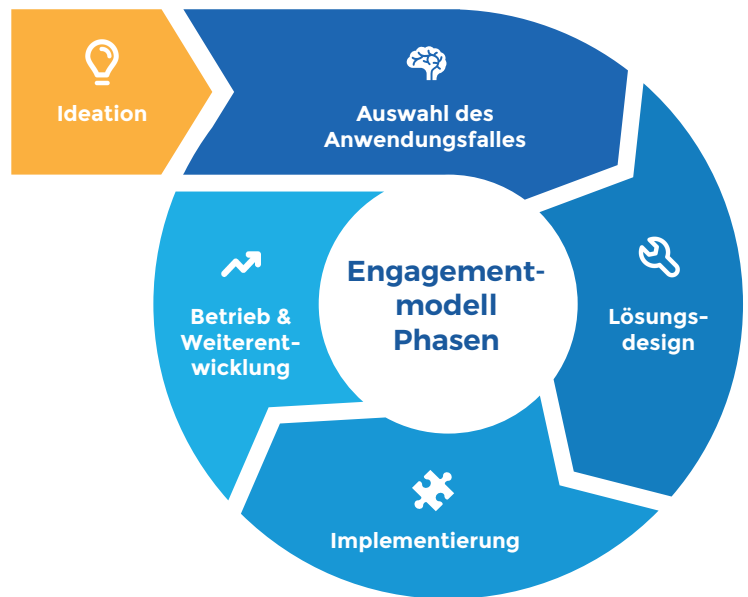 Ideation
Auswahl des
Anwendungsfalles
Engagement-
modell
Phasen
Lösungs-
design
Implementierung
Betrieb &
Weiterent-
wicklung